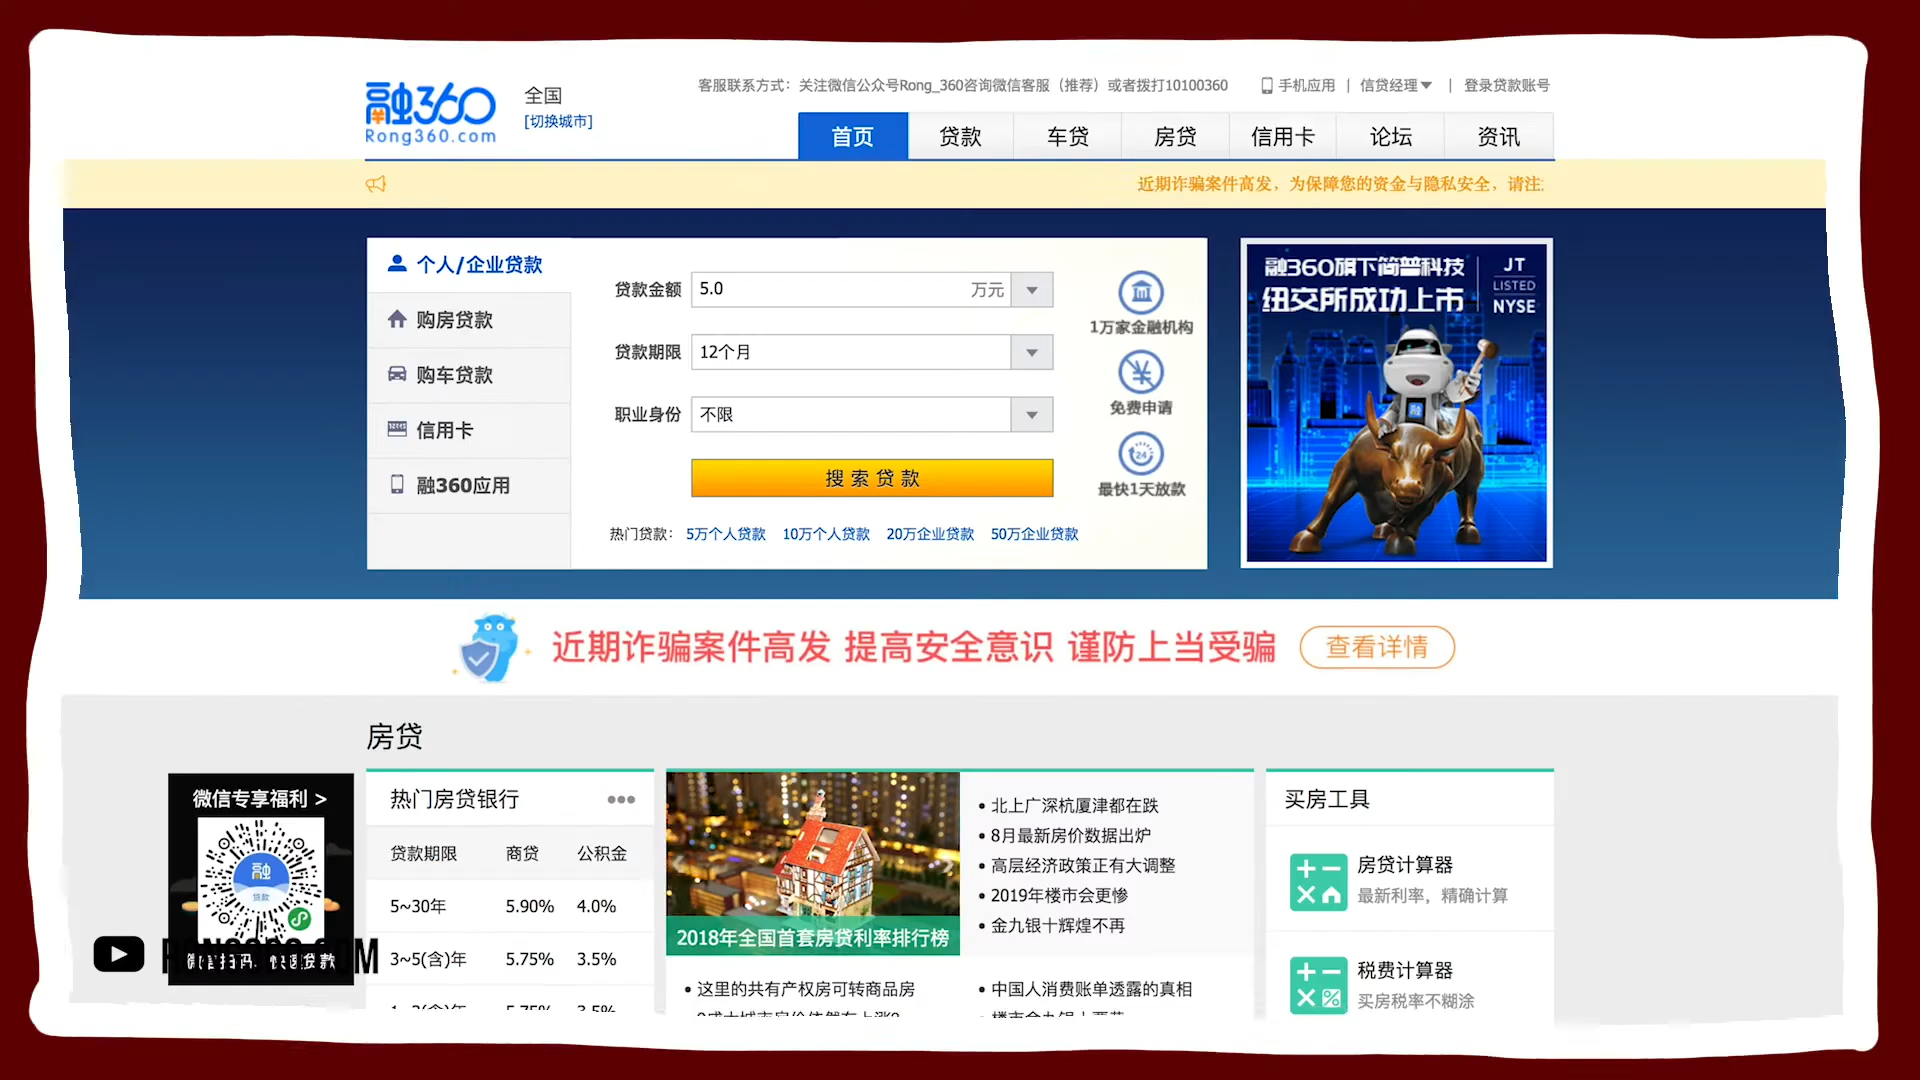 融360
Rong360.com
全国
[切换城市]
客服联系方式：关注微信公众号Rong_360咨询微信客服（推荐）或者拨打10100360
手机应用 | 信贷经理 | 登录贷款账号
首页 贷款 车贷 房贷 信用卡 论坛 资讯
近期诈骗案件高发，为保障您的资金与隐私安全，请注
个人/企业贷款
购房贷款
购车贷款
信用卡
融360应用
贷款金额 5.0 万元
贷款期限 12个月
职业身份 不限
搜索贷款
热门贷款： 5万个人贷款 10万个人贷款 20万企业贷款 50万企业贷款
1万家金融机构
免费申请
24
最快1天放款
融360旗下简普科技
纽交所成功上市
JT
LISTED
NYSE
融
近期诈骗案件高发 提高安全意识 谨防上当受骗
查看详情
房贷
微信专享福利 >
融
贷款
热门房贷银行
贷款期限 商贷 公积金
5~30年 5.90% 4.0%
3~5(含)年 5.75% 3.5%
2018年全国首套房贷利率排行榜
北上广深杭厦津都在跌
8月最新房价数据出炉
高层经济政策正有大调整
2019年楼市会更惨
金九银十辉煌不再
这里的共有产权房可转商品房
中国人消费账单透露的真相
买房工具
房贷计算器
最新利率，精确计算
税费计算器
买房税率不糊涂